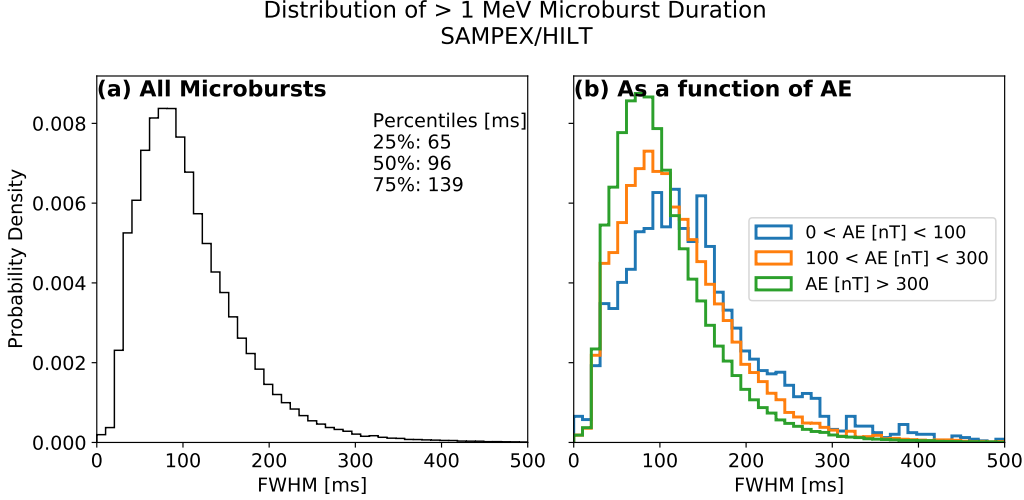 Distribution of > 1 MeV Microburst Duration
SAMPEX/HILT
(a) All Microbursts
Percentiles [ms]
25%: 65
50%: 96
75%: 139
0.008
0.006
0.004
0.002
0.000
Probability Density
0 100 200 300 400 500
FWHM [ms]
(b) As a function of AE
0 < AE [nT] < 100
100 < AE [nT] < 300
AE [nT] > 300
0 100 200 300 400 500
FWHM [ms]